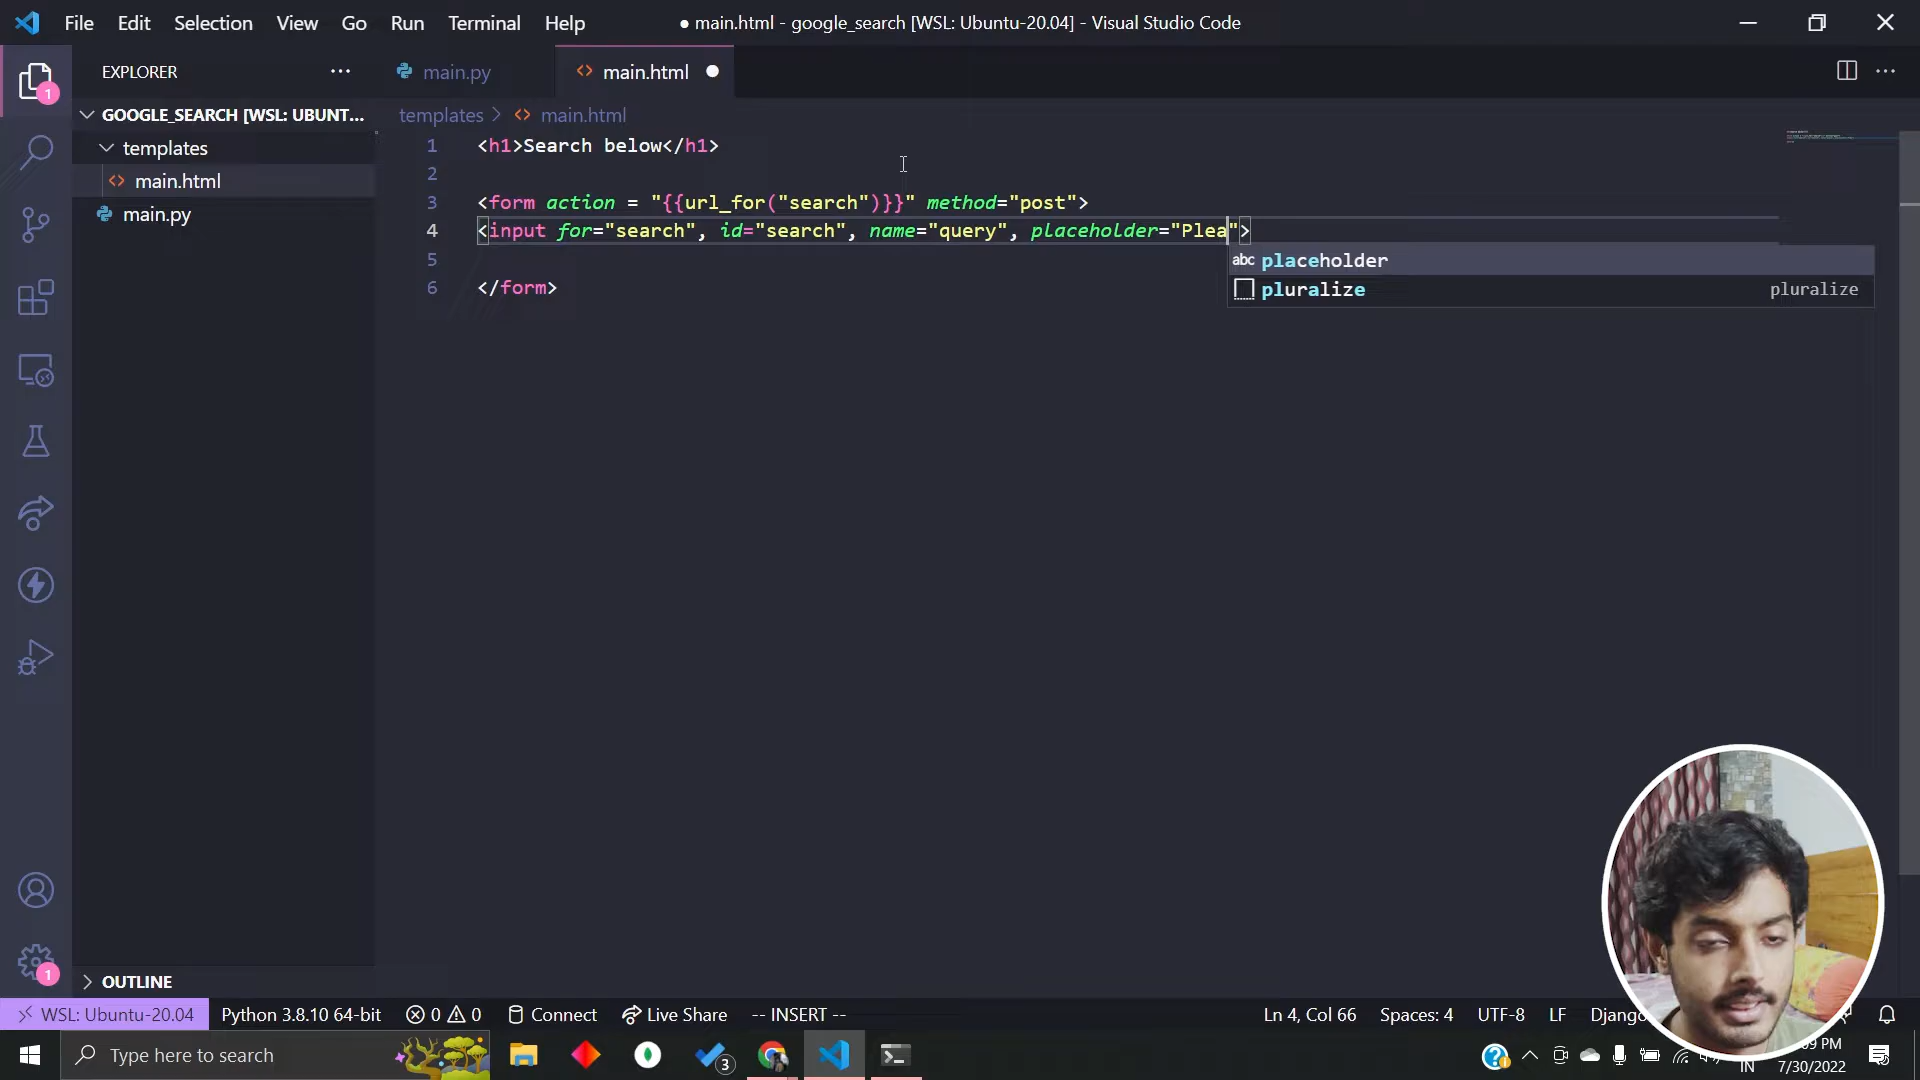 File Edit Selection View Go Run Terminal Help
● main.html - google_search [WSL: Ubuntu-20.04] - Visual Studio Code
EXPLORER
main.py
main.html
GOOGLE_SEARCH [WSL: UBUNT...
templates
main.html
main.py
templates > main.html
1 <h1>Search below</h1>
2
3 <form action = "{{url_for("search")}}" method="post">
4 <input for="search", id="search", name="query", placeholder="Plea">
5
6 </form>
abc placeholder
pluralize pluralize
1
1
OUTLINE
WSL: Ubuntu-20.04 Python 3.8.10 64-bit 0 0 Connect Live Share -- INSERT -- Ln 4, Col 66 Spaces: 4 UTF-8 LF
Type here to search
3
IN
PM
7/30/2022